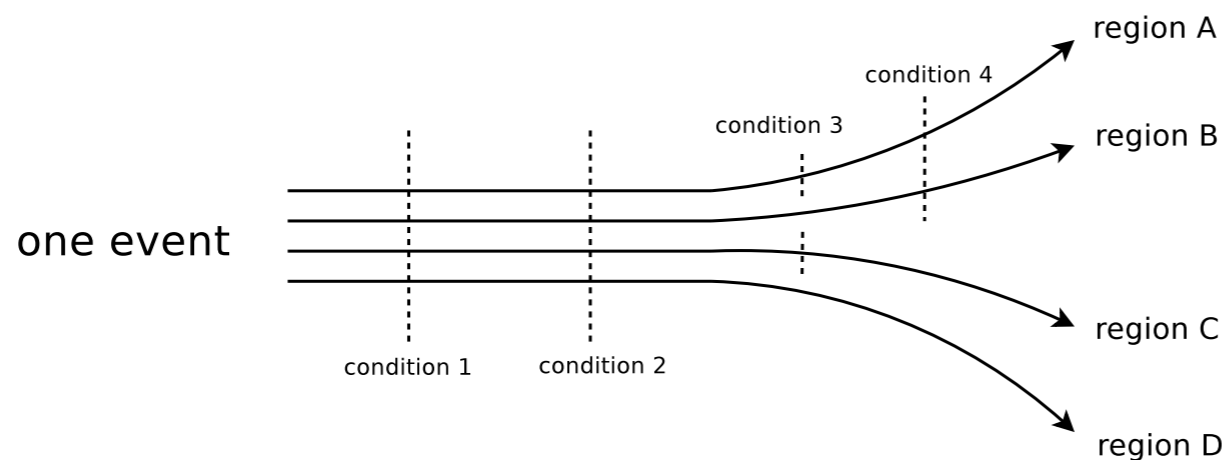 region A
condition 4
condition 3
region B
one event
region C
condition 1
condition 2
region D